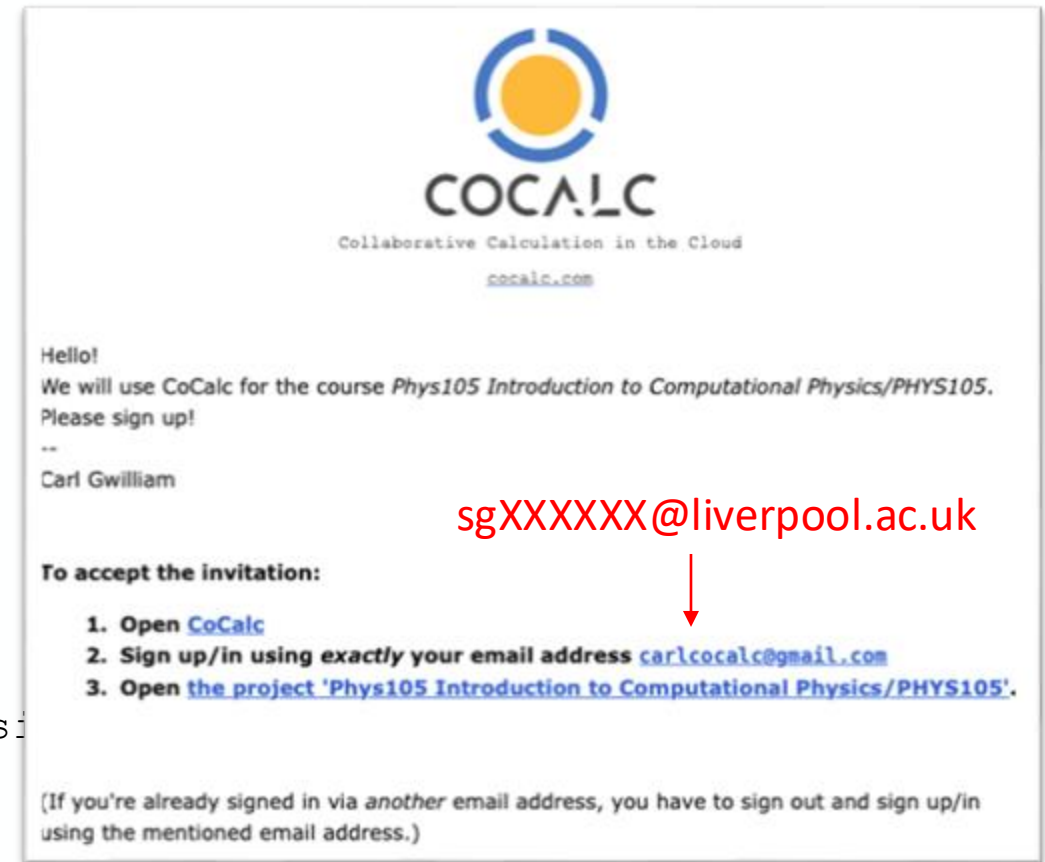 COCALC
Collaborative Calculation in the Cloud
cocalc.com
Hello!
We will use CoCalc for the course Phys105 Introduction to Computational Physics/PHYS105.
Please sign up!
--
Carl Gwilliam
sgXXXXXX@liverpool.ac.uk
To accept the invitation:
1. Open CoCalc
2. Sign up/in using exactly your email address carlcocalc@gmail.com
3. Open the project 'Phys105 Introduction to Computational Physics/PHYS105'.
(If you're already signed in via another email address, you have to sign out and sign up/in
using the mentioned email address.)